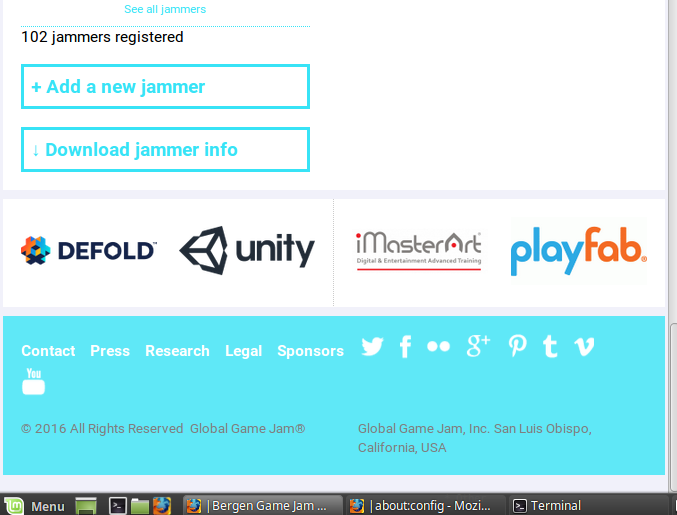 See all jammers
102 jammers registered
+ Add a new jammer
↓ Download jammer info
DEFOLD™
unity
iMasterArt
Digital & Entertainment Advanced Training
playfab®
Contact Press Research Legal Sponsors
You
© 2016 All Rights Reserved Global Game Jam®
Global Game Jam, Inc. San Luis Obispo,
California, USA
Menu
| Bergen Game Jam ...
| about:config - Mozi...
Terminal